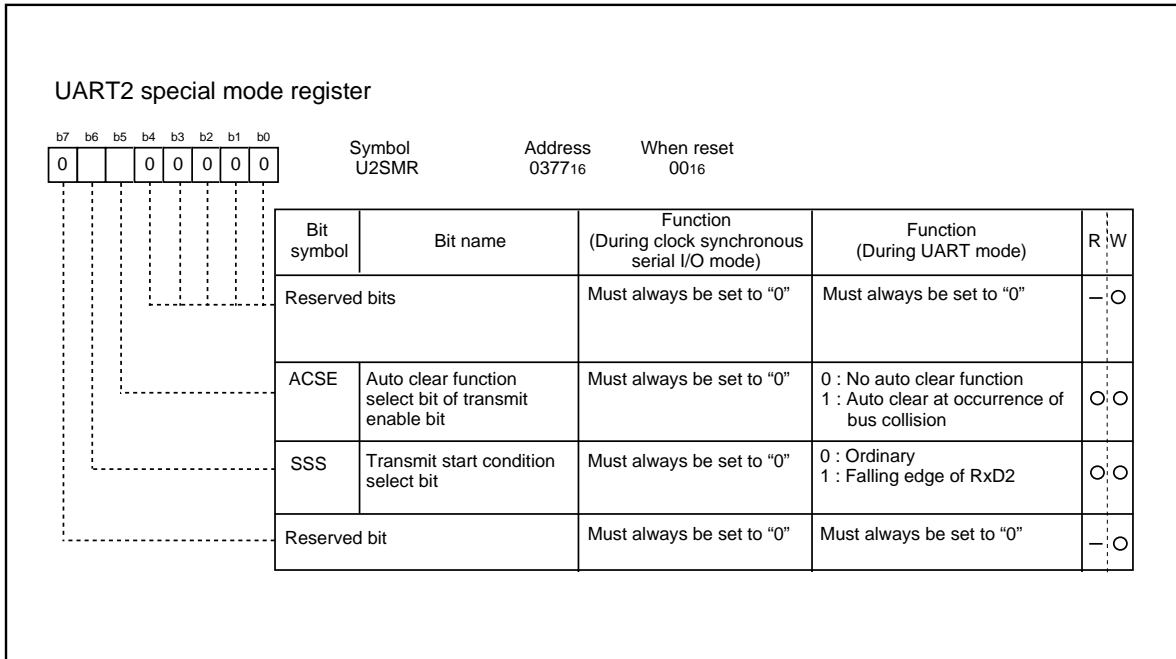 UART2 special mode register
b7 b6 b5 b4 b3 b2 b1 b0
0 0 0 0 0 0
Symbol Address When reset
U2SMR 037716 0016
Bit symbol Bit name Function (During clock synchronous serial I/O mode) Function (During UART mode) R W
Reserved bits Must always be set to “0” Must always be set to “0” – O
ACSE Auto clear function select bit of transmit enable bit Must always be set to “0” 0 : No auto clear function
1 : Auto clear at occurrence of bus collision O O
SSS Transmit start condition select bit Must always be set to “0” 0 : Ordinary
1 : Falling edge of RxD2 O O
Reserved bit Must always be set to “0” Must always be set to “0” – O